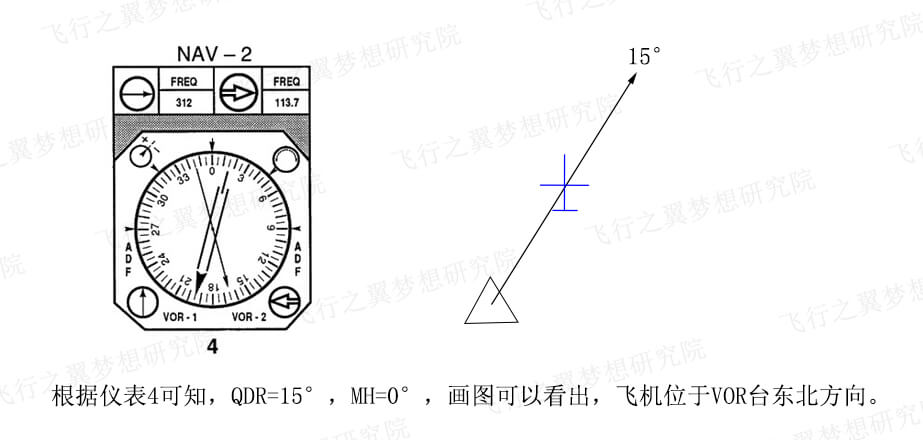 飞行之翼梦想研究院
NAV – 2
FREQ
312
FREQ
113.7
15°
+
–
0
3
6
9
12
15
18
21
24
27
30
33
ADF
ADF
VOR - 1
VOR - 2
4
根据仪表4可知，QDR=15°，MH=0°，画图可以看出，飞机位于VOR台东北方向。